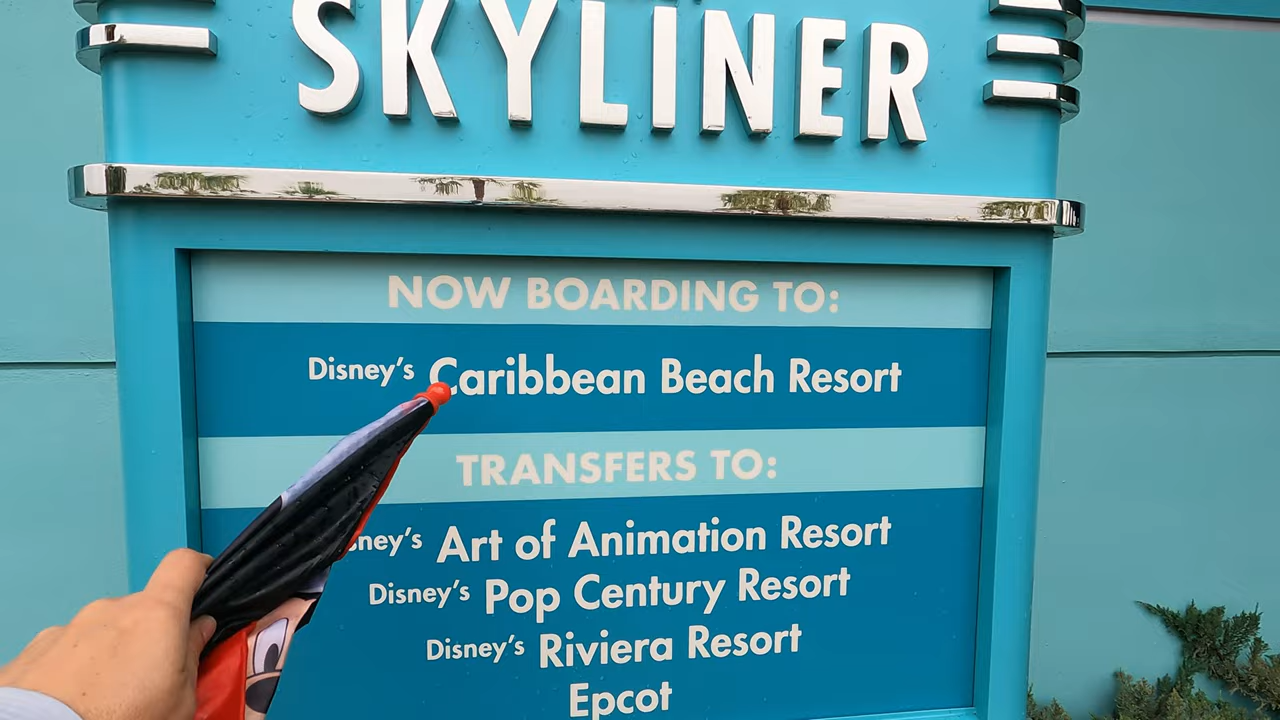 SKYLINER
NOW BOARDING TO:
Disney's Caribbean Beach Resort
TRANSFERS TO:
sney's Art of Animation Resort
Disney's Pop Century Resort
Disney's Riviera Resort
Epcot